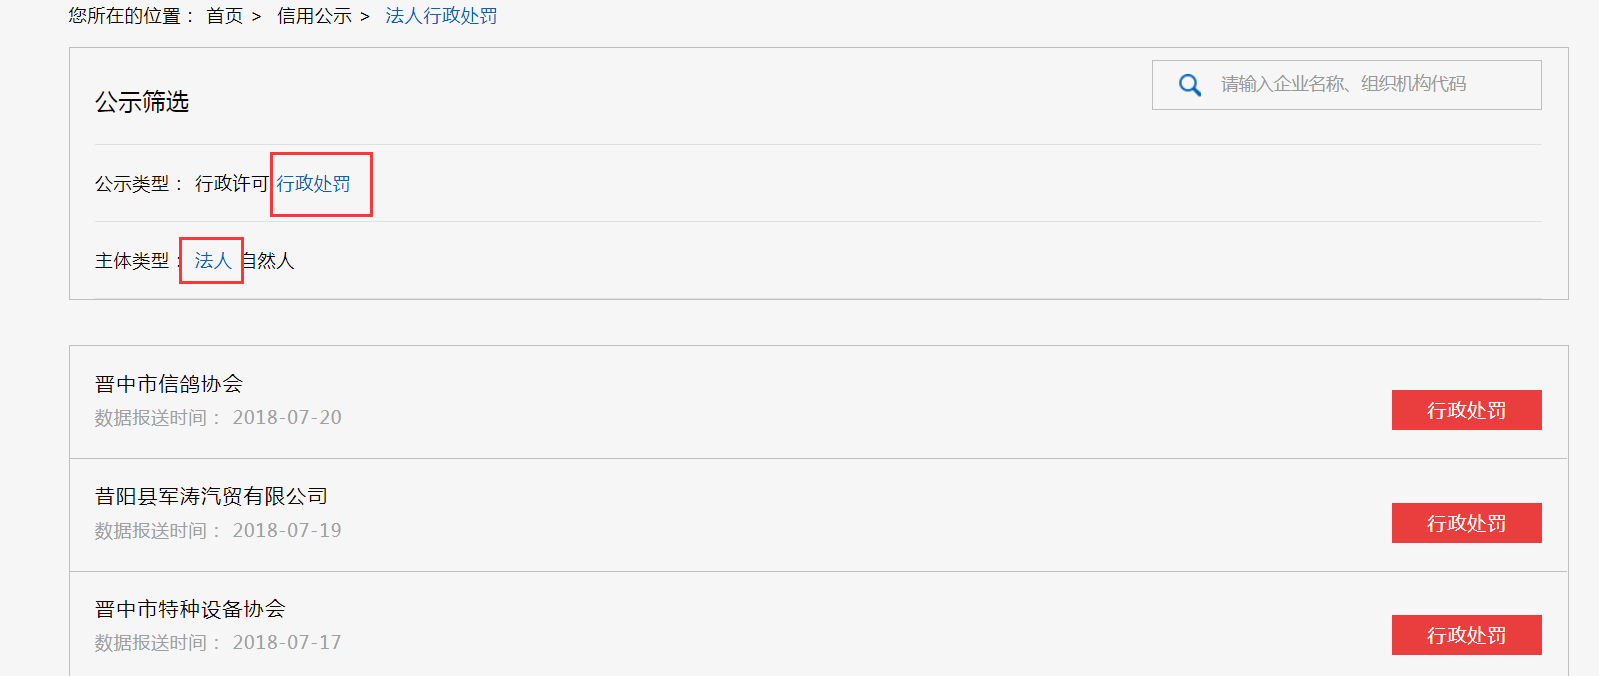 您所在的位置： 首页 > 信用公示 > 法人行政处罚
请输入企业名称、组织机构代码
公示筛选
公示类型： 行政许可 行政处罚
主体类型： 法人 自然人
晋中市信鸽协会
数据报送时间： 2018-07-20
行政处罚
昔阳县军涛汽贸有限公司
数据报送时间： 2018-07-19
行政处罚
晋中市特种设备协会
数据报送时间： 2018-07-17
行政处罚